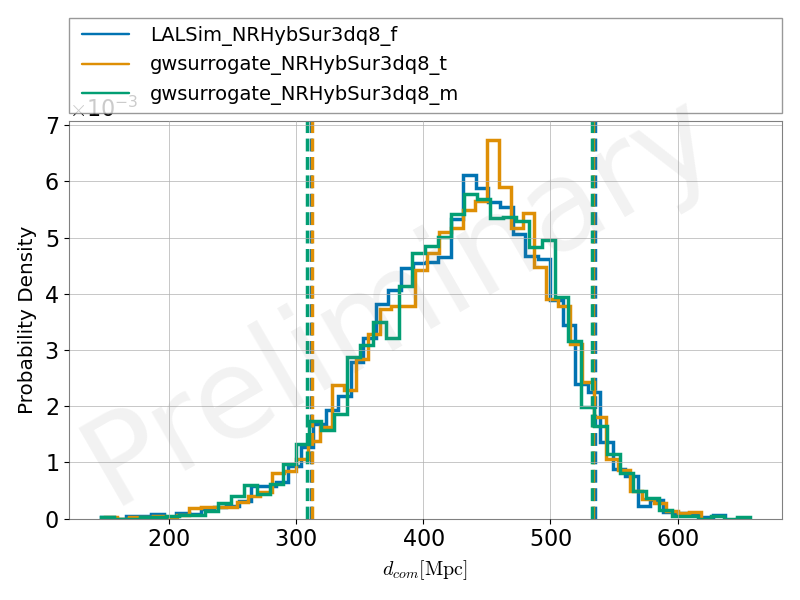 LALSim_NRHybSur3dq8_f
gwsurrogate_NRHybSur3dq8_t
gwsurrogate_NRHybSur3dq8_m
×10⁻³
7
6
5
4
3
2
1
0
Probability Density
Preliminary
200 300 400 500 600
d_com[Mpc]